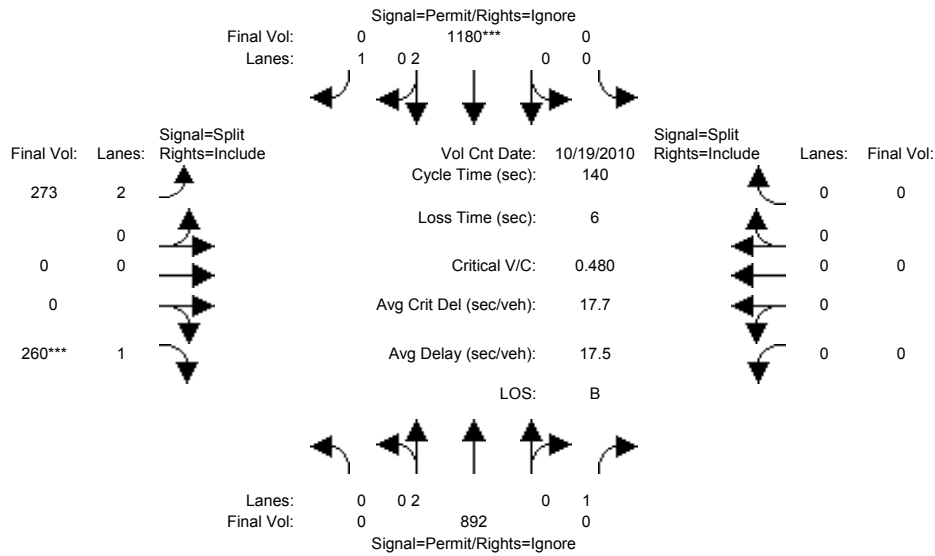 Signal=Permit/Rights=Ignore
Final Vol: 0 1180*** 0
Lanes: 1 0 2 0 0
Signal=Split
Rights=Include
Final Vol: Lanes:
Vol Cnt Date: 10/19/2010
Signal=Split
Rights=Include
Lanes: Final Vol:
Cycle Time (sec): 140
273 2
0 0
Loss Time (sec): 6
0
0
0 0
Critical V/C: 0.480
0 0
0
Avg Crit Del (sec/veh): 17.7
0
260*** 1
Avg Delay (sec/veh): 17.5
0 0
LOS: B
Lanes: 0 0 2 0 1
Final Vol: 0 892 0
Signal=Permit/Rights=Ignore